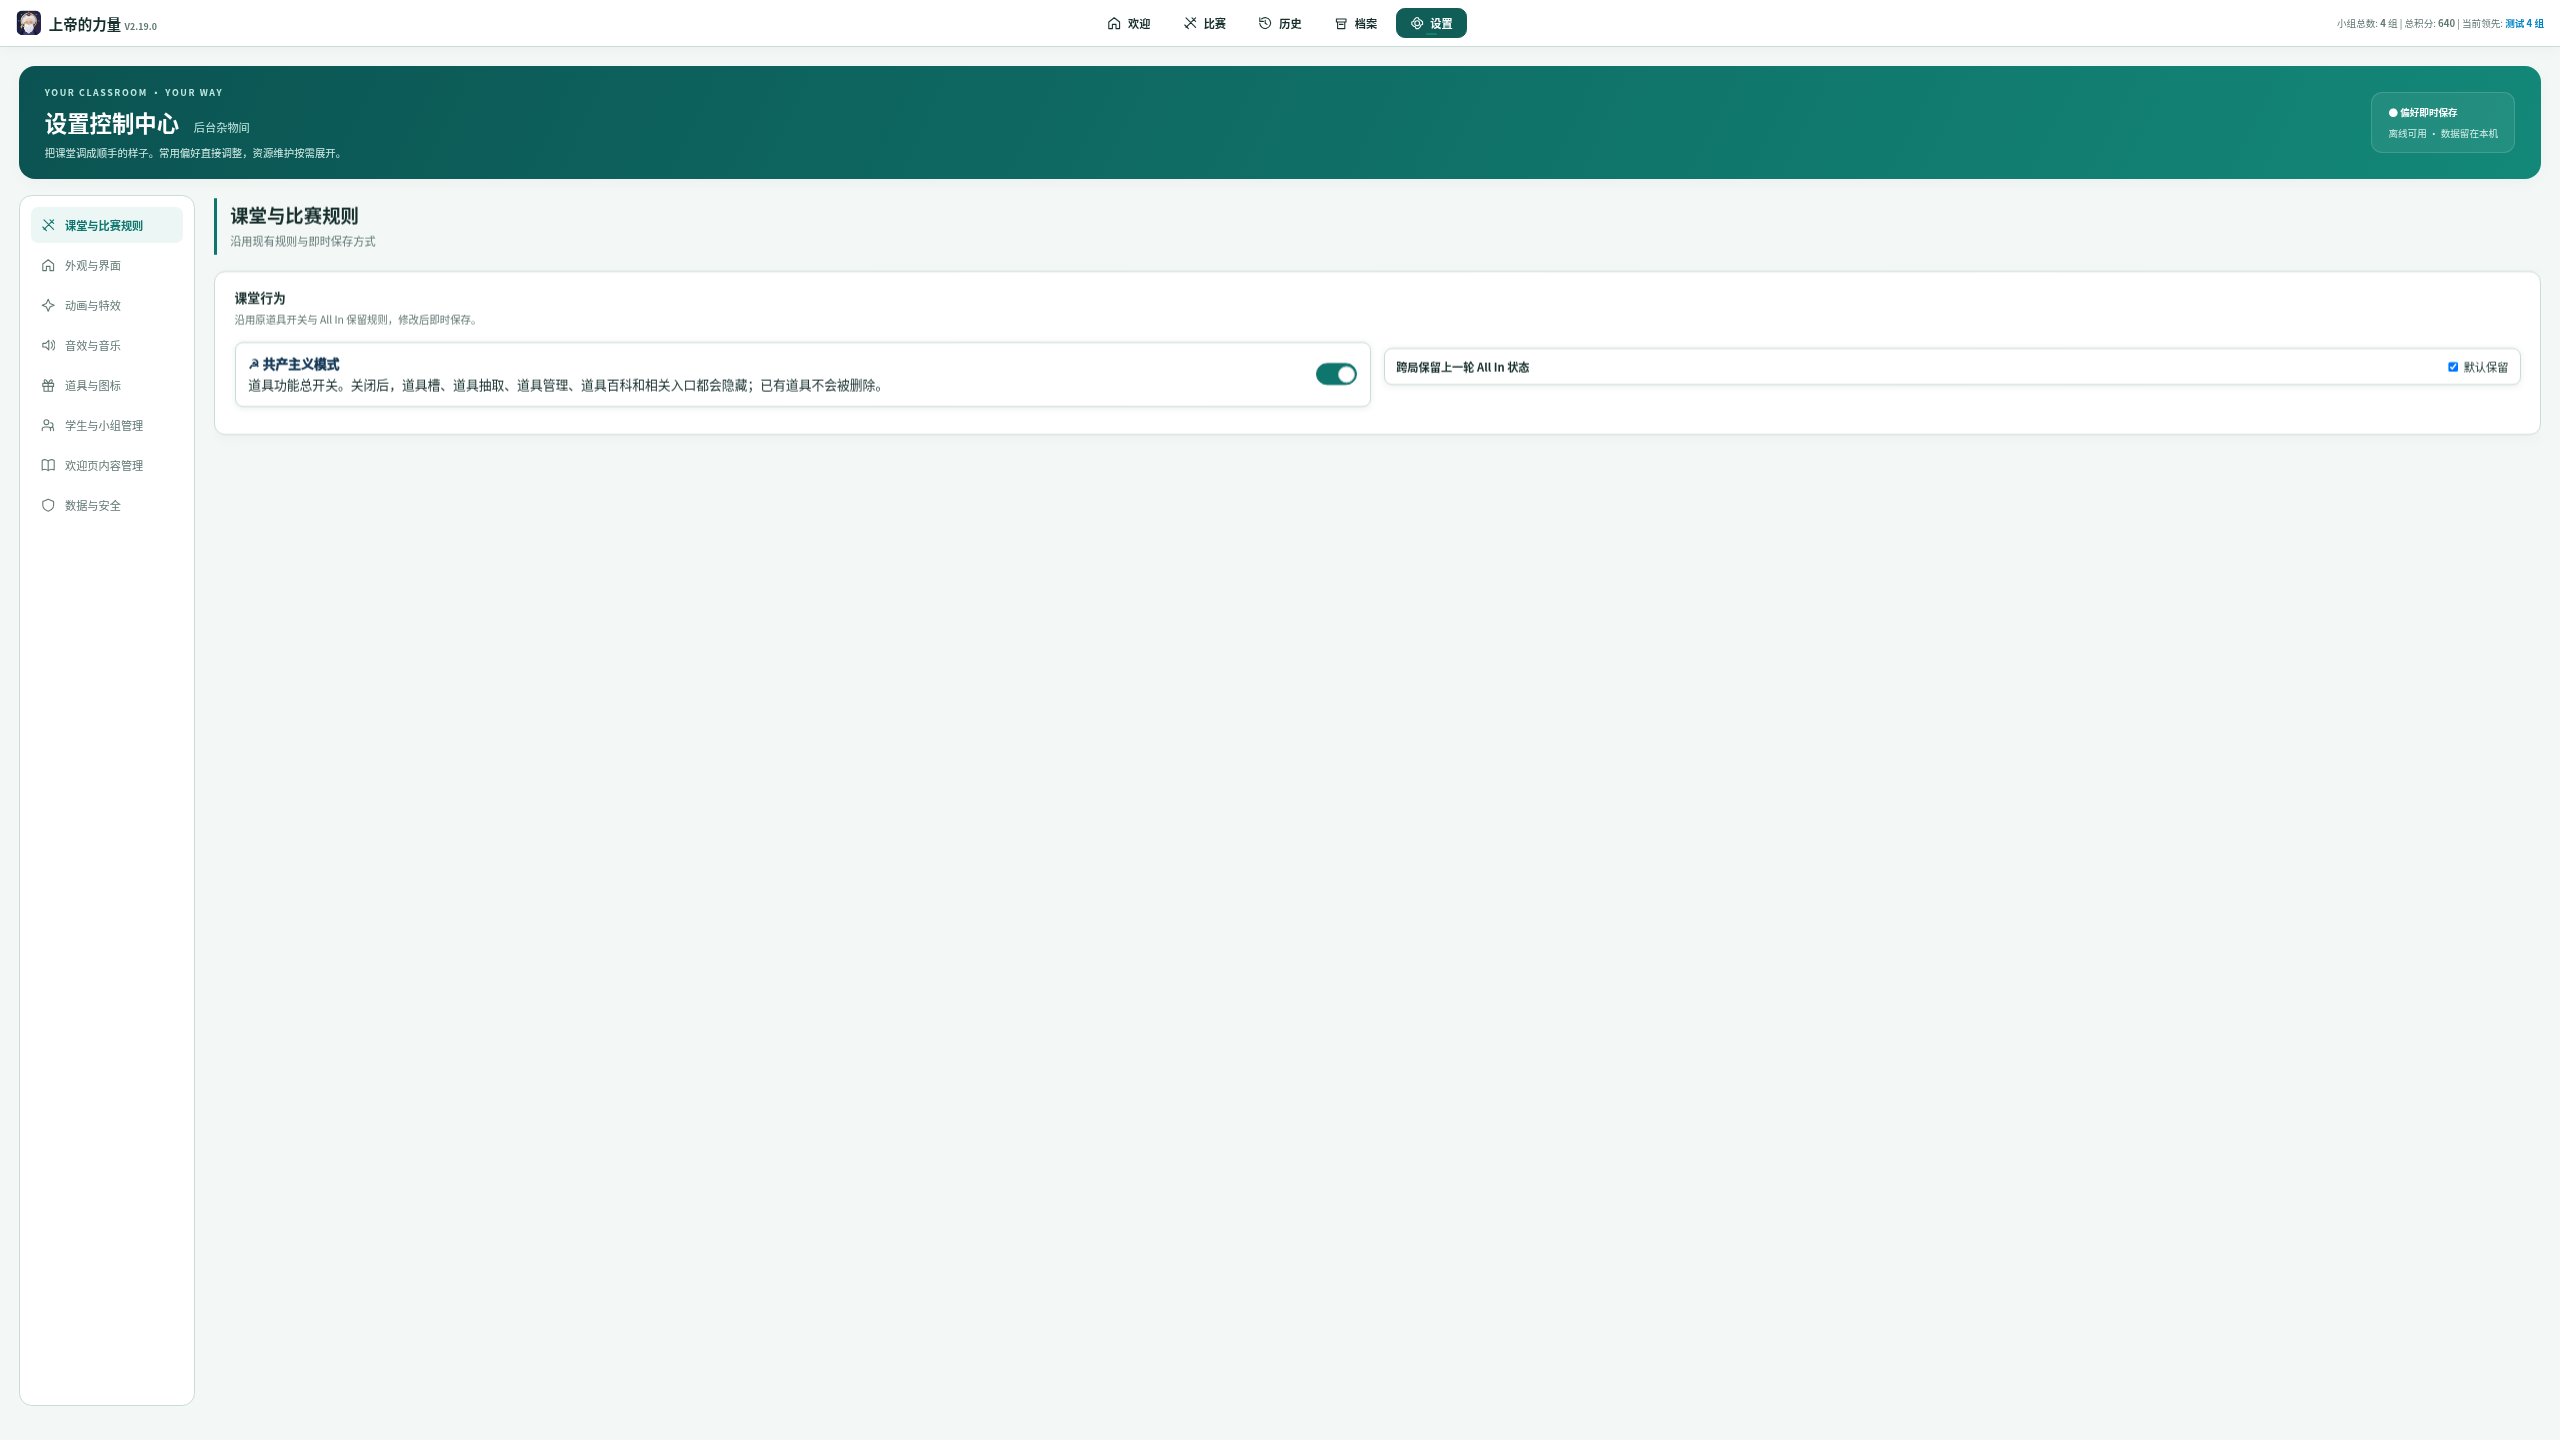 上帝的力量 V2.19.0
欢迎
比赛
历史
档案
设置
小组总数: 4 组 | 总积分: 640 | 当前领先: 测试 4 组
YOUR CLASSROOM • YOUR WAY
设置控制中心 后台杂物间
把课堂调成顺手的样子。常用偏好直接调整，资源维护按需展开。
偏好即时保存
离线可用 • 数据留在本机
课堂与比赛规则
外观与界面
动画与特效
音效与音乐
道具与图标
学生与小组管理
欢迎页内容管理
数据与安全
课堂与比赛规则
沿用现有规则与即时保存方式
课堂行为
沿用原道具开关与 All In 保留规则，修改后即时保存。
☭ 共产主义模式
道具功能总开关。关闭后，道具槽、道具抽取、道具管理、道具百科和相关入口都会隐藏；已有道具不会被删除。
跨局保留上一轮 All In 状态
默认保留